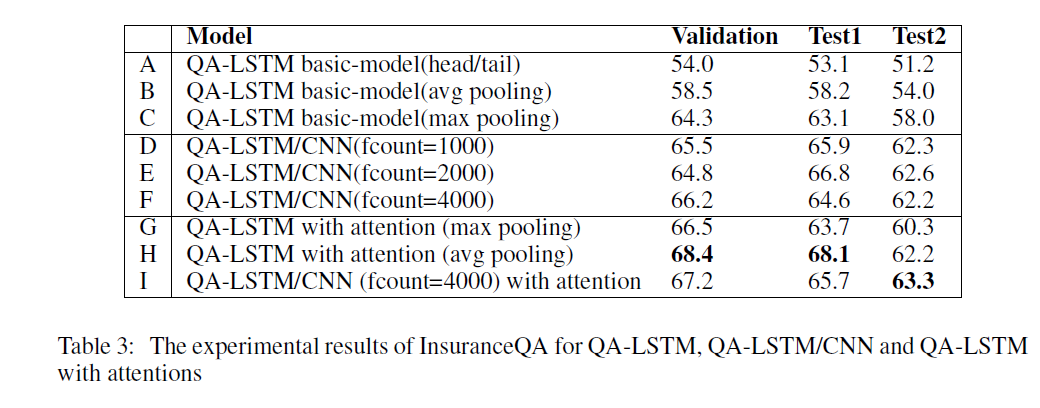 Model Validation Test1 Test2
A QA-LSTM basic-model(head/tail) 54.0 53.1 51.2
B QA-LSTM basic-model(avg pooling) 58.5 58.2 54.0
C QA-LSTM basic-model(max pooling) 64.3 63.1 58.0
D QA-LSTM/CNN(fcount=1000) 65.5 65.9 62.3
E QA-LSTM/CNN(fcount=2000) 64.8 66.8 62.6
F QA-LSTM/CNN(fcount=4000) 66.2 64.6 62.2
G QA-LSTM with attention (max pooling) 66.5 63.7 60.3
H QA-LSTM with attention (avg pooling) 68.4 68.1 62.2
I QA-LSTM/CNN (fcount=4000) with attention 67.2 65.7 63.3
Table 3: The experimental results of InsuranceQA for QA-LSTM, QA-LSTM/CNN and QA-LSTM
with attentions